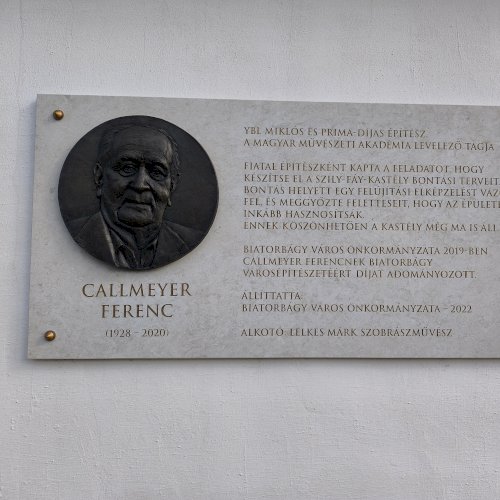 CALLMEYER
FERENC
(1928 – 2020)
YBL MIKLÓS ÉS PRIMA-DÍJAS ÉPÍTÉSZ
A MAGYAR MŰVÉSZETI AKADÉMIA LEVELEZŐ TAGJA
FIATAL ÉPÍTÉSZKÉNT KAPTA A FELADATOT, HOGY
KÉSZÍTSE EL A SZILY-FÁY-KASTÉLY BONTÁSI TERVEIT
BONTÁS HELYETT EGY FELÚJÍTÁSI ELKÉPZELÉST
FEL, ÉS MEGGYŐZTE FELETTESEIT, HOGY AZ ÉPÜLETE
INKÁBB HASZNOSÍTSÁK.
ENNEK KÖSZÖNHETŐEN A KASTÉLY MÉG MA IS ÁLL
BIATORBÁGY VÁROS ÖNKORMÁNYZATA 2019-BEN
CALLMEYER FERENCNEK BIATORBÁGY
VÁROSÉPÍTÉSZETÉÉRT DÍJAT ADOMÁNYOZOTT.
ÁLLÍTTATTA
BIATORBÁGY VÁROS ÖNKORMÁNYZATA – 2022
ALKOTÓ: LELKES MÁRK SZOBRÁSZMŰVÉSZ